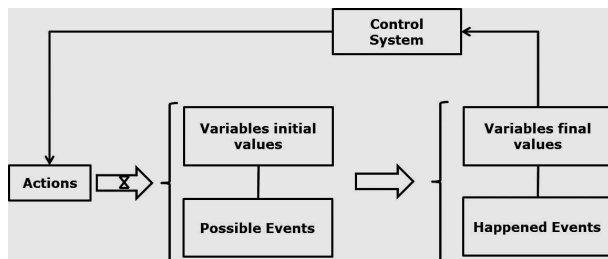 Control
System
Variables initial
values
Variables final
values
Actions
Possible Events
Happened Events